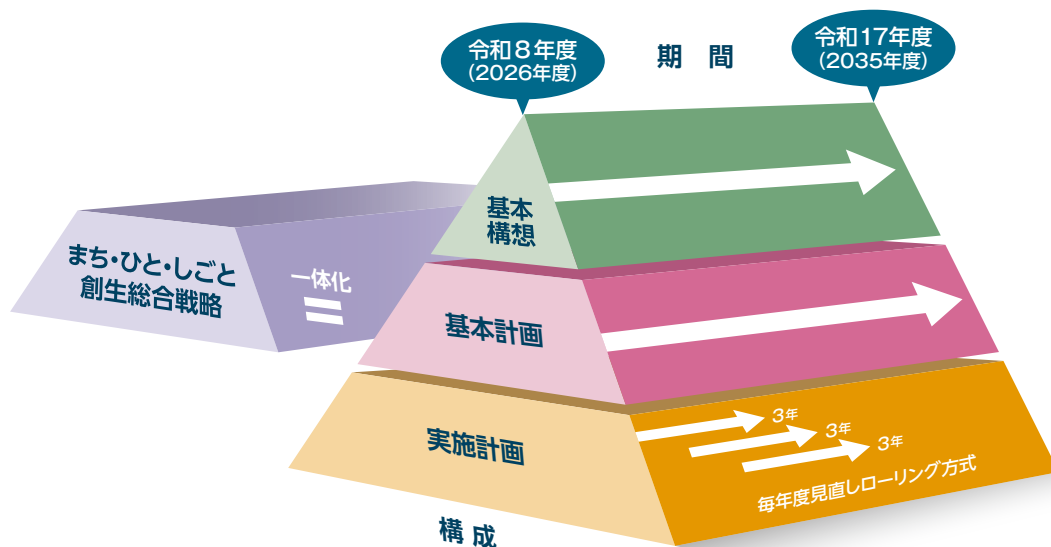 令和8年度
(2026年度)
期 間
令和17年度
(2035年度)
基本
構想
まち・ひと・しごと
創生総合戦略
一体化
基本計画
実施計画
3年
3年
3年
毎年度見直しローリング方式
構 成